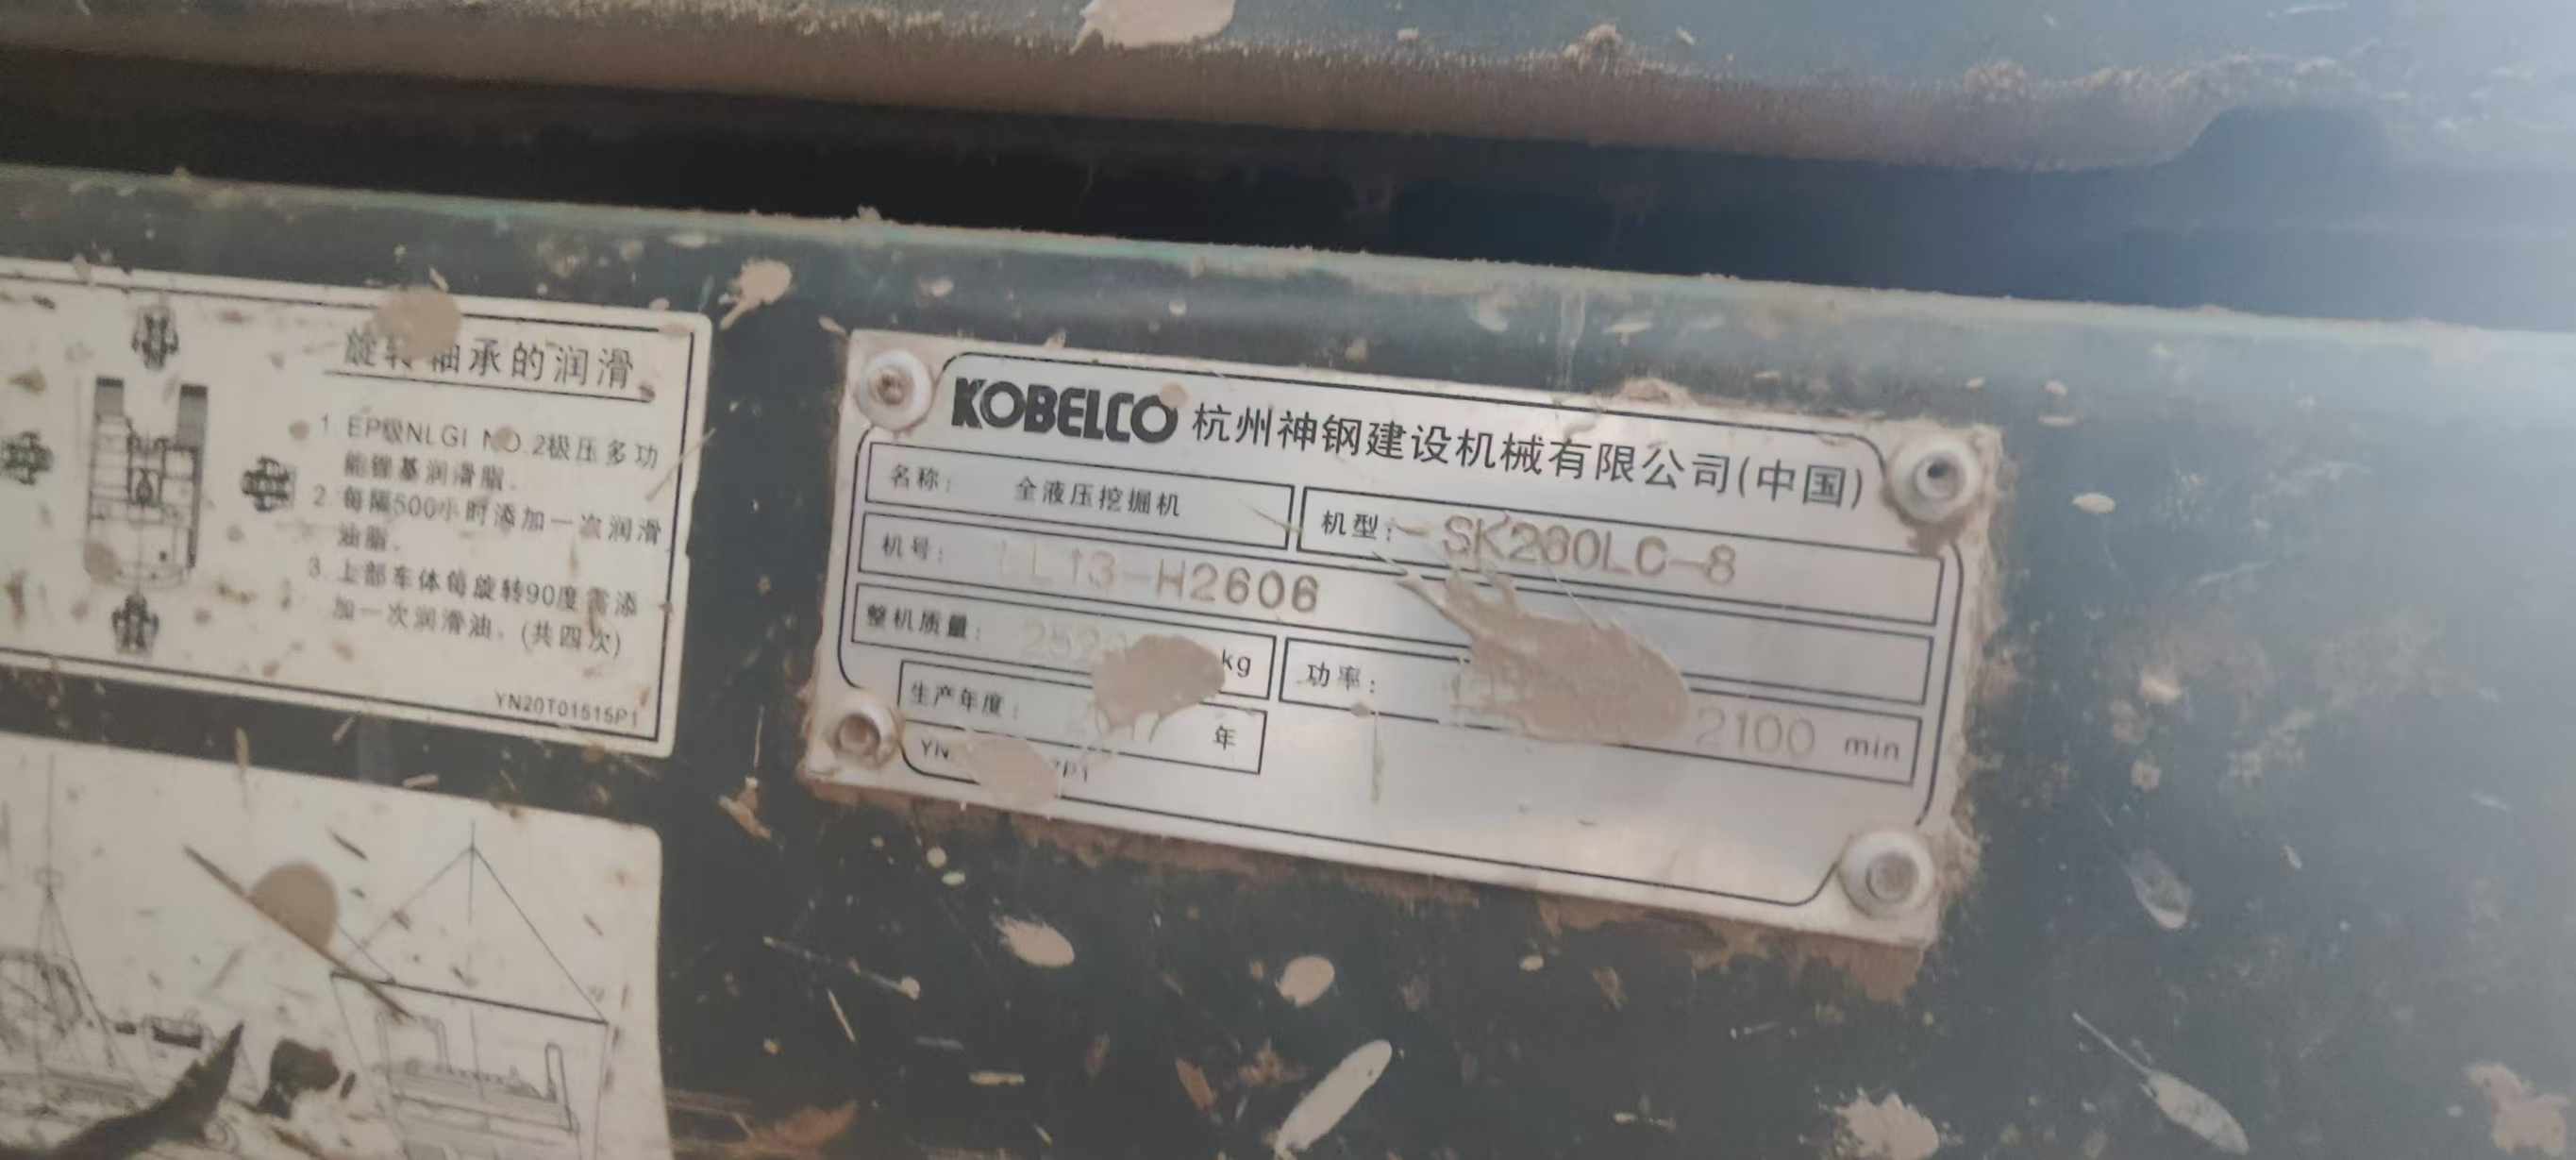 旋转轴承的润滑
1. EP级NLGI NO.2极压多功
能锂基润滑脂.
2. 每隔500小时添加一次润滑
油脂.
3. 上部车体每旋转90度需添
加一次润滑油. (共四次)
YN20T01515P1
KOBELCO 杭州神钢建设机械有限公司(中国)
名称: 全液压挖掘机
机型: SK260LC-8
机号: LL13-H2606
整机质量: kg
功率: 2100 min
生产年度: 年
YN